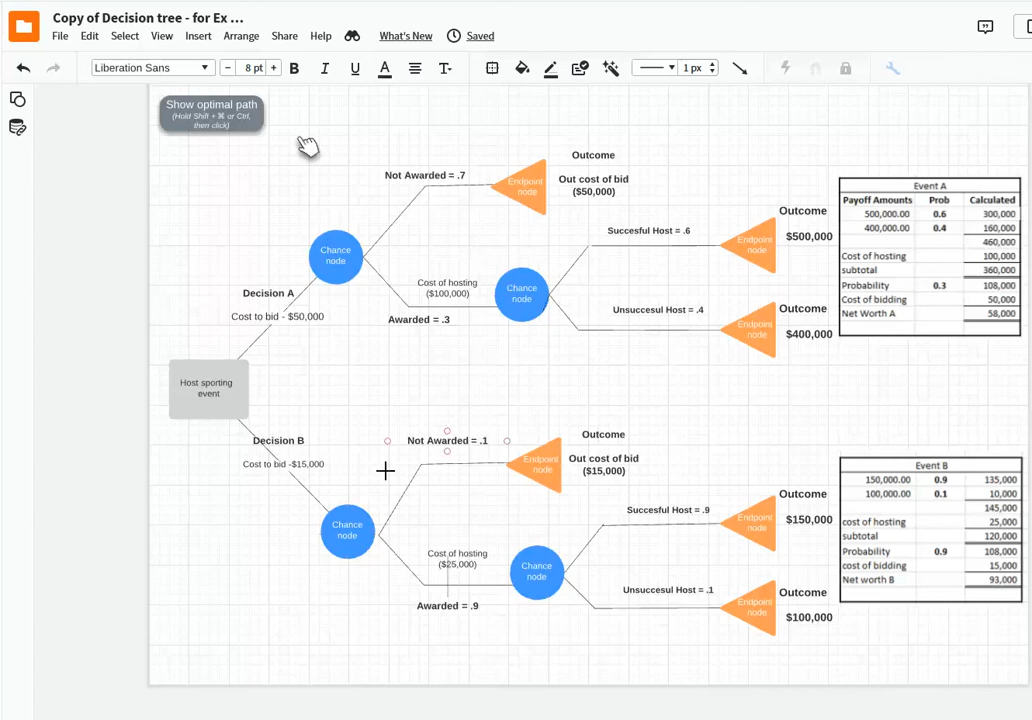 Copy of Decision tree - for Ex ...
File Edit Select View Insert Arrange Share Help What's New Saved
Liberation Sans
− 8 pt + B I U A T
1 px
Show optimal path
(Hold Shift + ⌘ or Ctrl,
then click)
Not Awarded = .7
Endpoint
node
Outcome
Out cost of bid
($50,000)
Chance
node
Decision A
Cost to bid - $50,000
Cost of hosting
($100,000)
Awarded = .3
Chance
node
Succesful Host = .6
Endpoint
node
Outcome
$500,000
Unsuccesul Host = .4
Endpoint
node
Outcome
$400,000
Event A
Payoff Amounts Prob Calculated
500,000.00 0.6 300,000
400,000.00 0.4 160,000
460,000
Cost of hosting 100,000
subtotal 360,000
Probability 0.3 108,000
Cost of bidding 50,000
Net Worth A 58,000
Host sporting
event
Decision B
Cost to bid -$15,000
Not Awarded = .1
Endpoint
node
Outcome
Out cost of bid
($15,000)
Chance
node
Cost of hosting
($25,000)
Awarded = .9
Chance
node
Succesful Host = .9
Endpoint
node
Outcome
$150,000
Unsuccesul Host = .1
Endpoint
node
Outcome
$100,000
Event B
150,000.00 0.9 135,000
100,000.00 0.1 10,000
145,000
cost of hosting 25,000
subtotal 120,000
Probability 0.9 108,000
cost of bidding 15,000
Net worth B 93,000